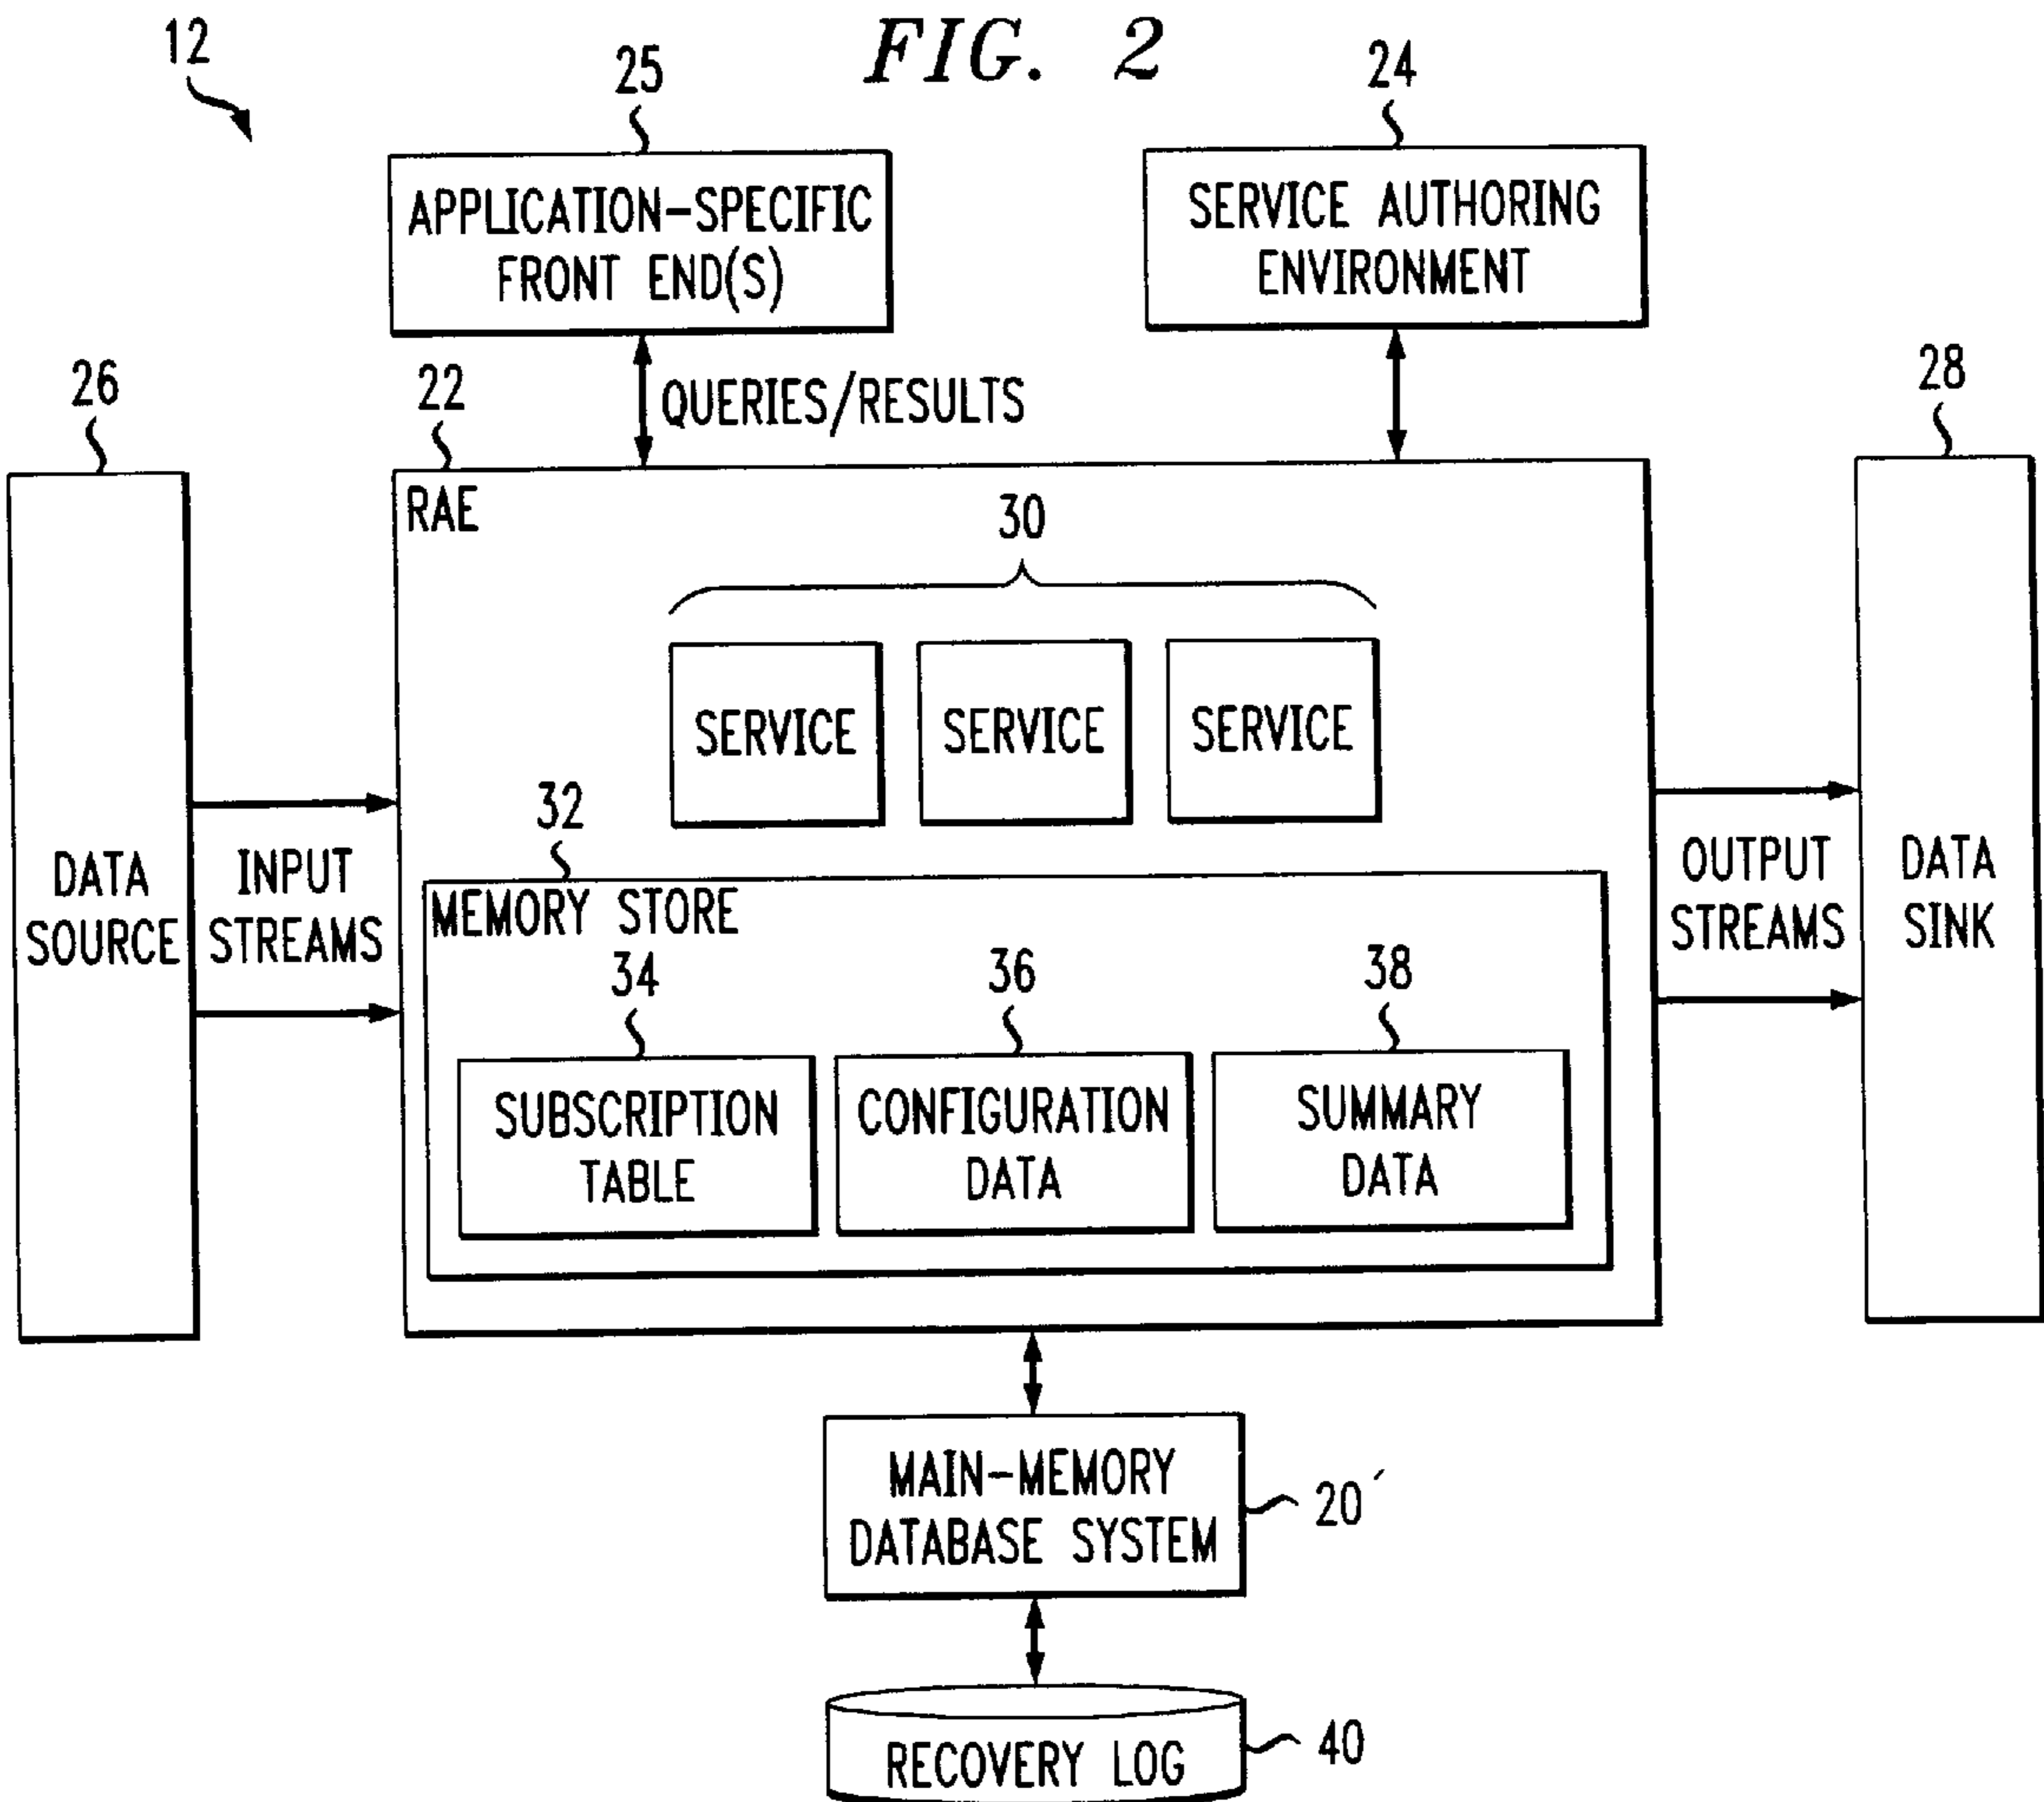 FIG. 2
12
25
24
APPLICATION-SPECIFIC
FRONT END(S)
SERVICE AUTHORING
ENVIRONMENT
26
22
QUERIES/RESULTS
28
RAE
30
SERVICE
SERVICE
SERVICE
32
DATA
SOURCE
INPUT
STREAMS
MEMORY STORE
OUTPUT
STREAMS
DATA
SINK
34
36
38
SUBSCRIPTION
TABLE
CONFIGURATION
DATA
SUMMARY
DATA
MAIN-MEMORY
DATABASE SYSTEM
20′
RECOVERY LOG
40